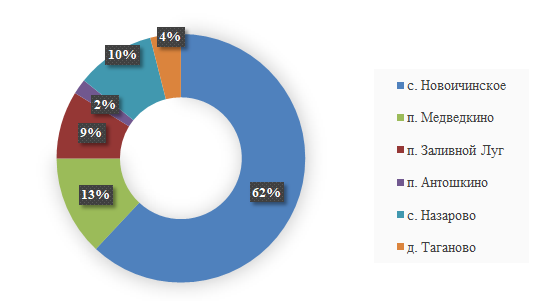 4%
10%
2%
9%
13%
62%
с. Новоичинское
п. Медведкино
п. Заливной Луг
п. Антошкино
с. Назарово
д. Таганово